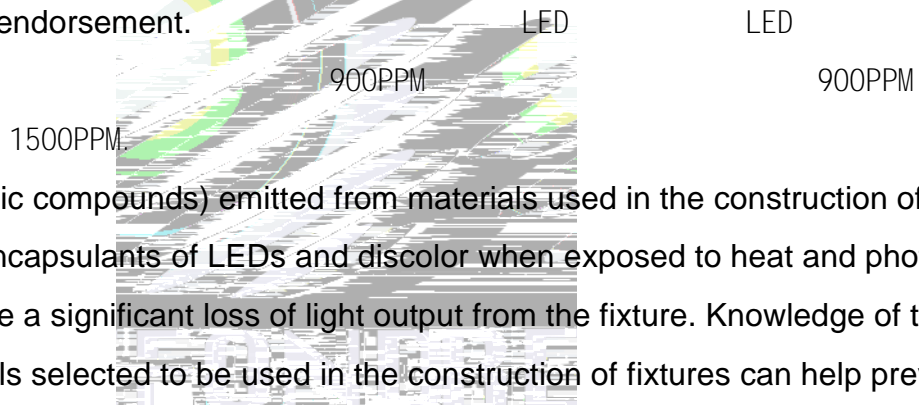 endorsement. LED LED
900PPM 900PPM
1500PPM.
ic compounds) emitted from materials used in the construction of
ncapsulants of LEDs and discolor when exposed to heat and pho
e a significant loss of light output from the fixture. Knowledge of t
ls selected to be used in the construction of fixtures can help pre